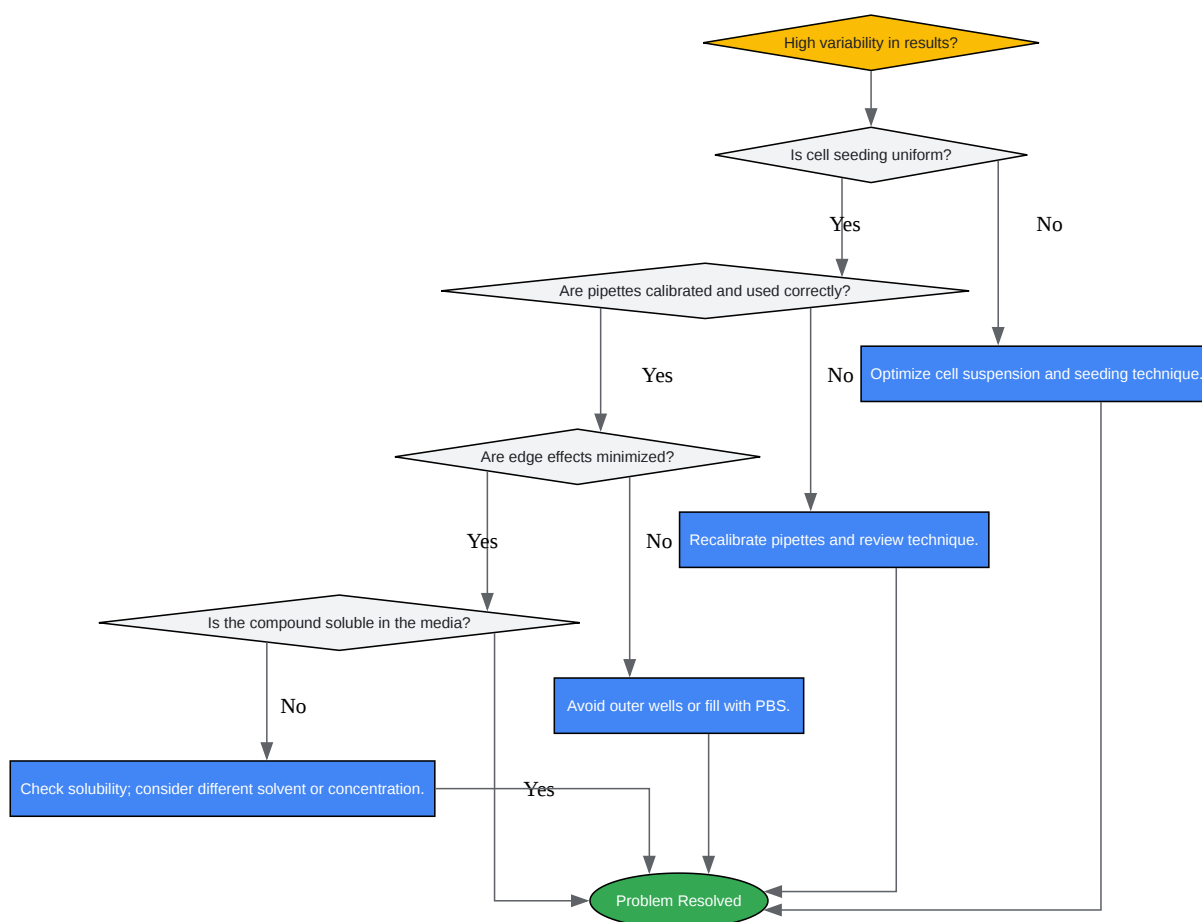 High variability in results?
Is cell seeding uniform?
Yes
No
Are pipettes calibrated and used correctly?
Yes
No
Optimize cell suspension and seeding technique.
Are edge effects minimized?
Yes
No
Recalibrate pipettes and review technique.
Is the compound soluble in the media?
No
Avoid outer wells or fill with PBS.
Check solubility; consider different solvent or concentration.
Yes
Problem Resolved